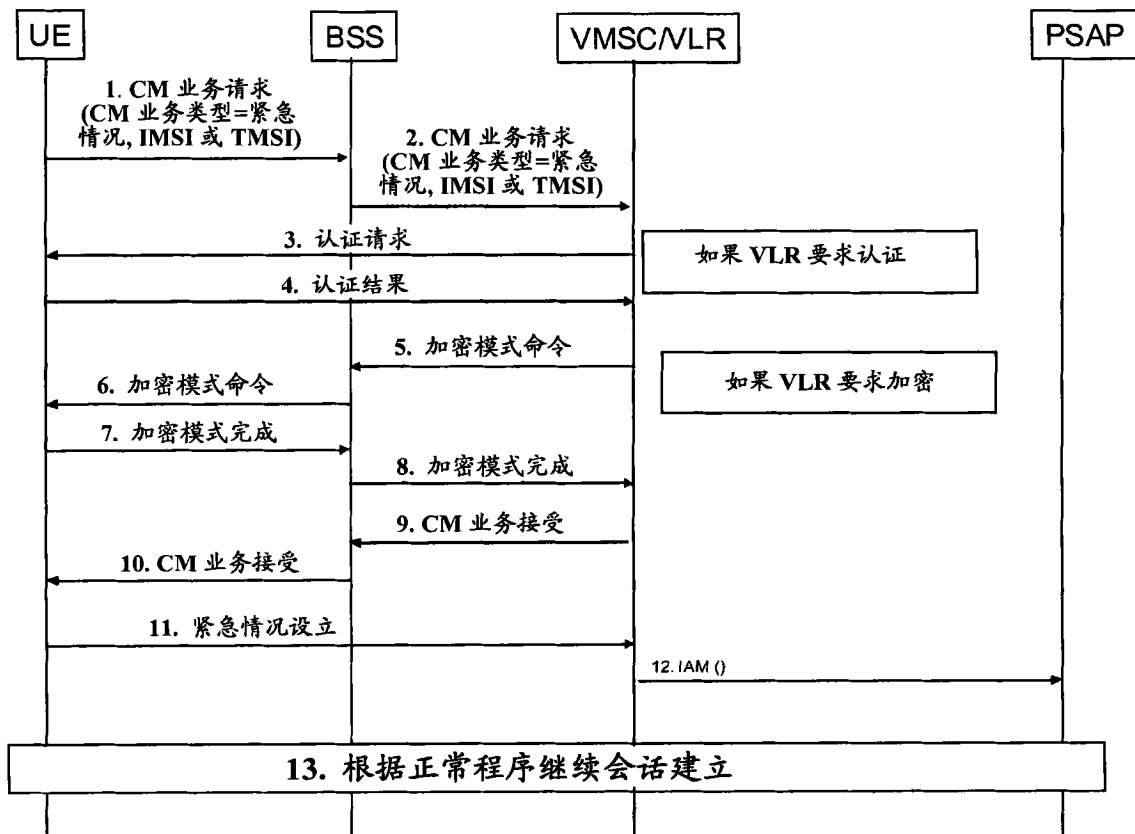 UE
BSS
VMSC/VLR
PSAP
1. CM 业务请求
(CM 业务类型=紧急
情况, IMSI 或 TMSI)
2. CM 业务请求
(CM 业务类型=紧急
情况, IMSI 或 TMSI)
3. 认证请求
如果 VLR 要求认证
4. 认证结果
5. 加密模式命令
如果 VLR 要求加密
6. 加密模式命令
7. 加密模式完成
8. 加密模式完成
9. CM 业务接受
10. CM 业务接受
11. 紧急情况设立
12. IAM ()
13. 根据正常程序继续会话建立